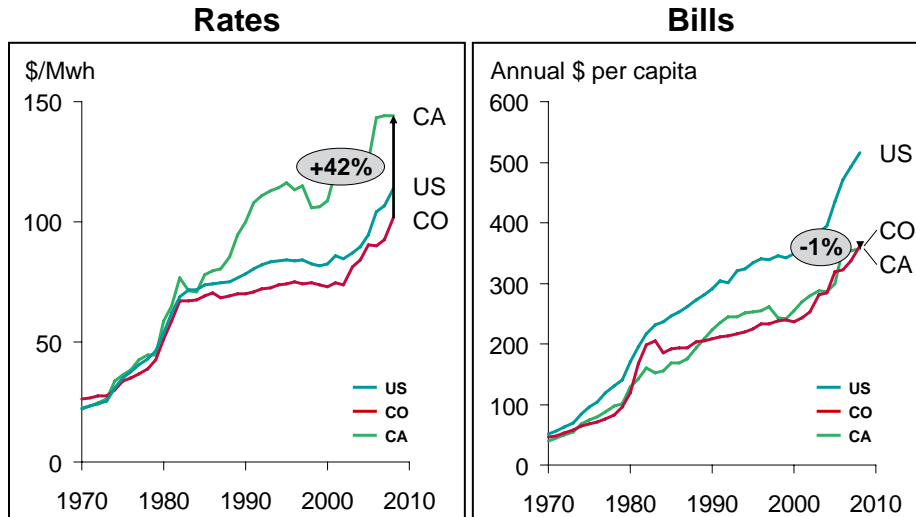 Rates
$/Mwh
150
100
50
0
1970 1980 1990 2000 2010
+42%
CA
US
CO
US
CO
CA
Bills
Annual $ per capita
600
500
400
300
200
100
0
1970 1980 1990 2000 2010
-1%
US
CO
CA
US
CO
CA